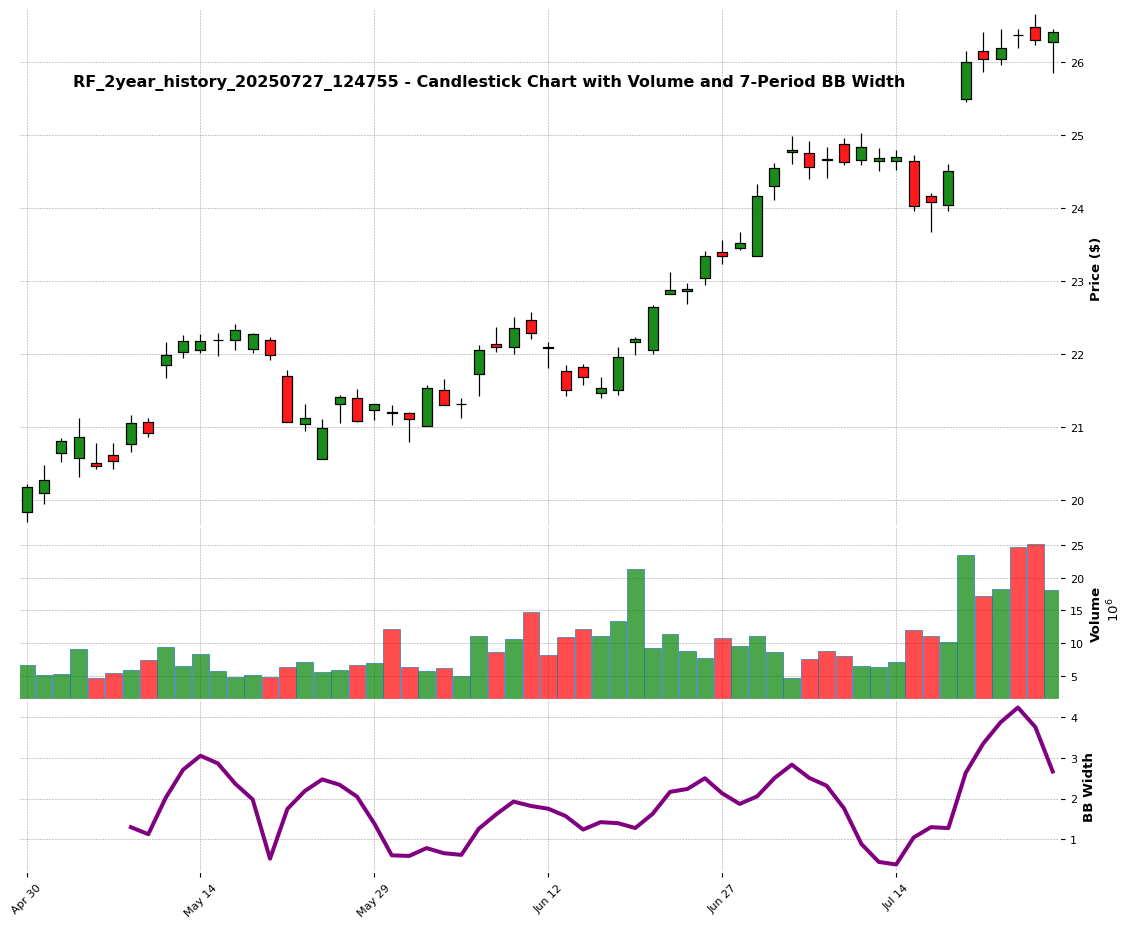 RF_2year_history_20250727_124755 - Candlestick Chart with Volume and 7-Period BB Width
26
25
24
23
22
21
20
Price ($)
25
20
15
10
5
Volume
10^6
4
3
2
1
BB Width
Apr 30
May 14
May 29
Jun 12
Jun 27
Jul 14